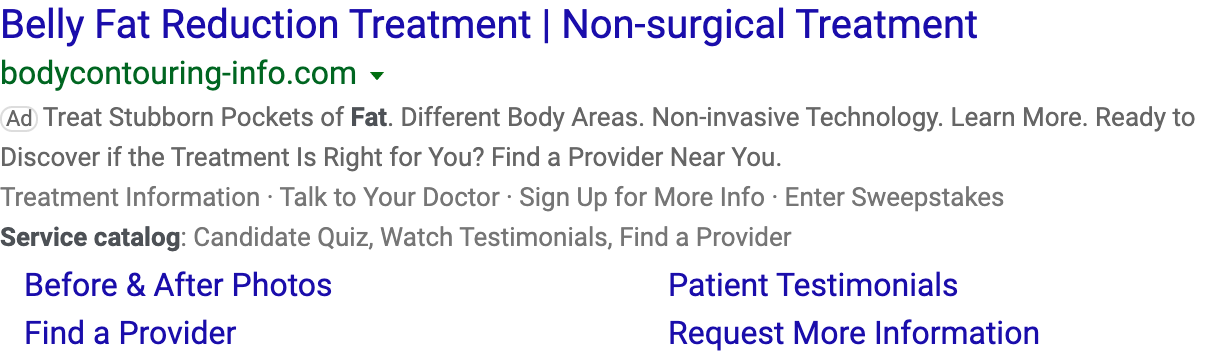 Belly Fat Reduction Treatment | Non-surgical Treatment
bodycontouring-info.com
Ad Treat Stubborn Pockets of Fat. Different Body Areas. Non-invasive Technology. Learn More. Ready to
Discover if the Treatment Is Right for You? Find a Provider Near You.
Treatment Information · Talk to Your Doctor · Sign Up for More Info · Enter Sweepstakes
Service catalog: Candidate Quiz, Watch Testimonials, Find a Provider
Before & After Photos
Patient Testimonials
Find a Provider
Request More Information